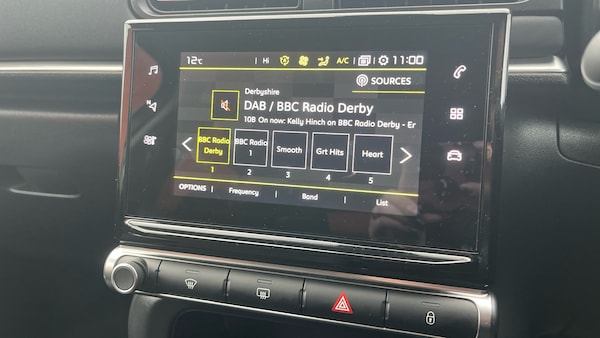 12°C Hi A/C 11:00
SOURCES
Derbyshire
DAB / BBC Radio Derby
10B On now: Kelly Hinch on BBC Radio Derby - Er
BBC Radio Derby
BBC Radio 1
Smooth
Grt Hits
Heart
1 2 3 4 5
OPTIONS Frequency Band List
N